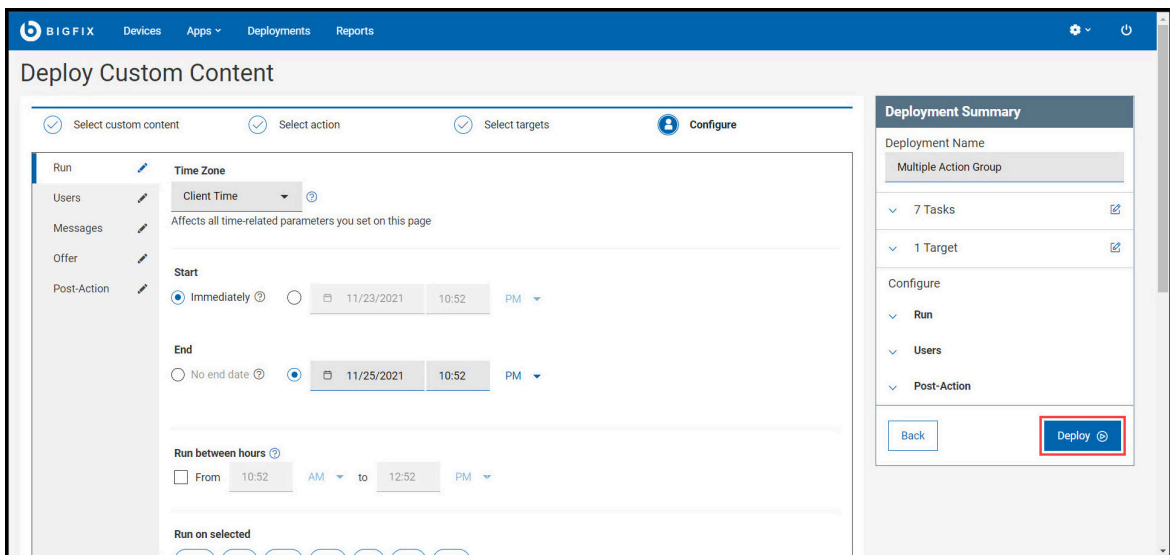 BIGFIX Devices Apps Deployments Reports
Deploy Custom Content
Select custom content Select action Select targets Configure
Run
Users
Messages
Offer
Post-Action
Time Zone
Client Time
Affects all time-related parameters you set on this page
Start
Immediately 11/23/2021 10:52 PM
End
No end date 11/25/2021 10:52 PM
Run between hours
From 10:52 AM to 12:52 PM
Run on selected
Deployment Summary
Deployment Name
Multiple Action Group
7 Tasks
1 Target
Configure
Run
Users
Post-Action
Back Deploy